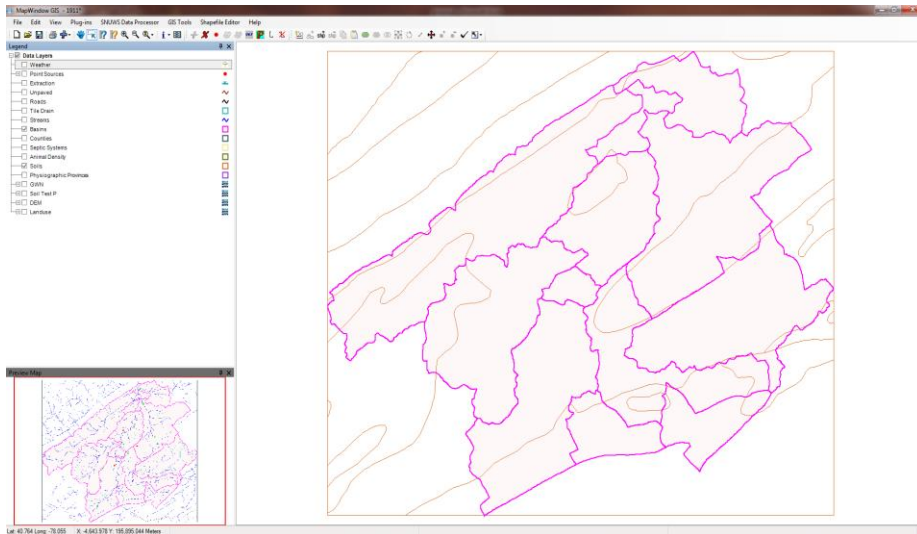 MapWindow GIS - 1911*
File Edit View Plug-ins SNUWS Data Processor GIS Tools Shapefile Editor Help
Legend
Data Layers
Weather
Point Sources
Extraction
Unpaved
Roads
Tile Drain
Streams
Basins
Counties
Septic Systems
Animal Density
Soils
Physiographic Provinces
GWN
Soil Test P
DEM
Landuse
Preview Map
Lat: 40.764 Long: -78.055 X: -4,643.978 Y: 195,895.044 Meters